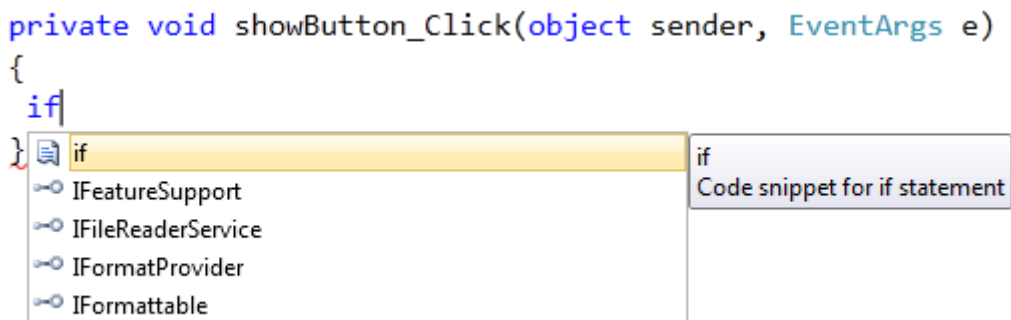 private void showButton_Click(object sender, EventArgs e)
{
if
}
if
IFeatureSupport
IFileReaderService
IFormatProvider
IFormattable
if
Code snippet for if statement